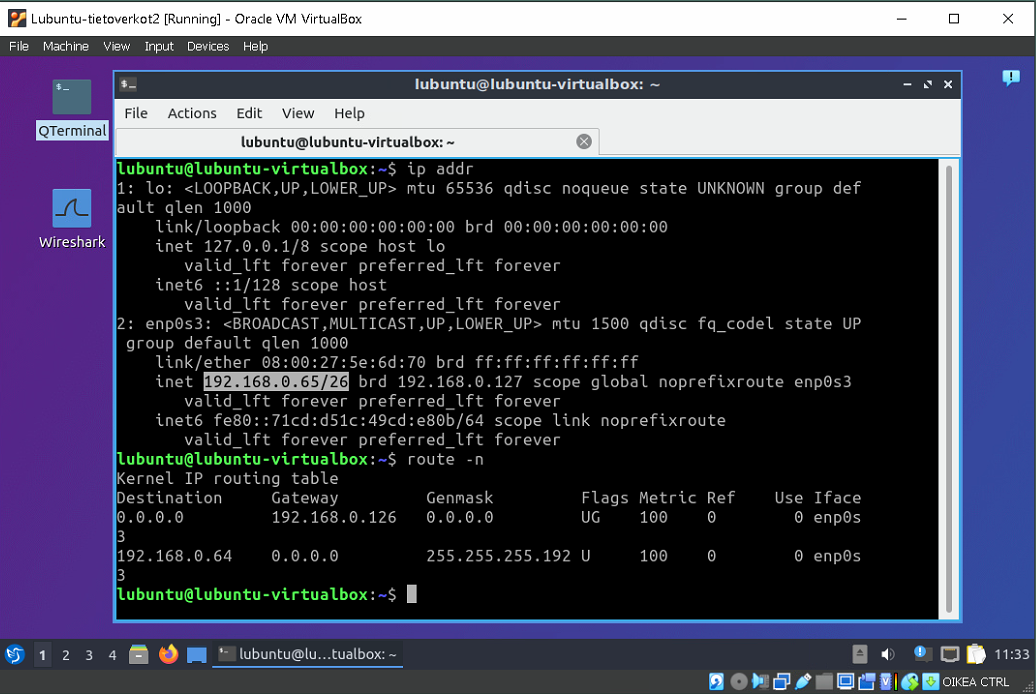 Lubuntu-tietoverkot2 [Running] - Oracle VM VirtualBox
File Machine View Input Devices Help
QTerminal
Wireshark
lubuntu@lubuntu-virtualbox: ~
File Actions Edit View Help
lubuntu@lubuntu-virtualbox: ~
lubuntu@lubuntu-virtualbox:~$ ip addr
1: lo: <LOOPBACK,UP,LOWER_UP> mtu 65536 qdisc noqueue state UNKNOWN group def
ault qlen 1000
link/loopback 00:00:00:00:00:00 brd 00:00:00:00:00:00
inet 127.0.0.1/8 scope host lo
valid_lft forever preferred_lft forever
inet6 ::1/128 scope host
valid_lft forever preferred_lft forever
2: enp0s3: <BROADCAST,MULTICAST,UP,LOWER_UP> mtu 1500 qdisc fq_codel state UP
group default qlen 1000
link/ether 08:00:27:5e:6d:70 brd ff:ff:ff:ff:ff:ff
inet 192.168.0.65/26 brd 192.168.0.127 scope global noprefixroute enp0s3
valid_lft forever preferred_lft forever
inet6 fe80::71cd:d51c:49cd:e80b/64 scope link noprefixroute
valid_lft forever preferred_lft forever
lubuntu@lubuntu-virtualbox:~$ route -n
Kernel IP routing table
Destination Gateway Genmask Flags Metric Ref Use Iface
0.0.0.0 192.168.0.126 0.0.0.0 UG 100 0 0 enp0s
3
192.168.0.64 0.0.0.0 255.255.255.192 U 100 0 0 enp0s
3
lubuntu@lubuntu-virtualbox:~$
1 2 3 4 lubuntu@lu...tualbox: ~ 11:33
OIKEA CTRL